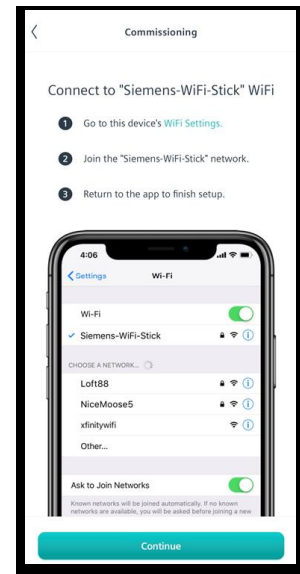 Commissioning
Connect to "Siemens-WiFi-Stick" WiFi
1 Go to this device's WiFi Settings.
2 Join the "Siemens-WiFi-Stick" network.
3 Return to the app to finish setup.
4:06
Settings Wi-Fi
Wi-Fi
Siemens-WiFi-Stick
CHOOSE A NETWORK...
Loft88
NiceMoose5
xfinitywifi
Other...
Ask to Join Networks
Known networks will be joined automatically. If no known
networks are available, you will be asked before joining a new
Continue